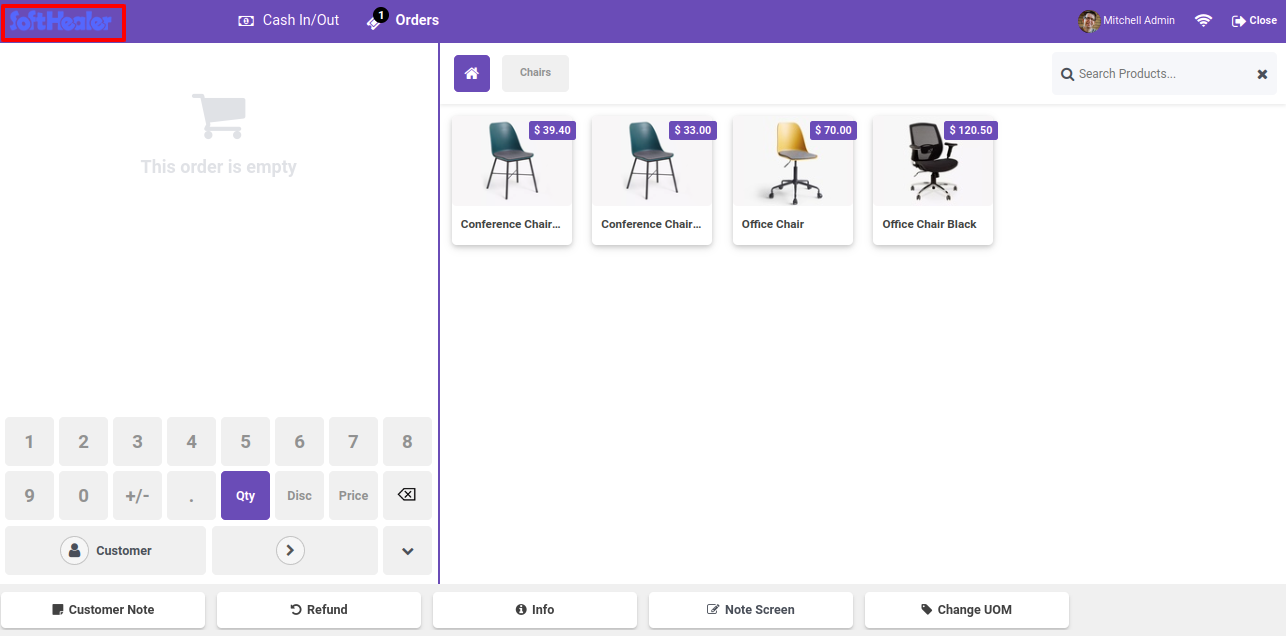 SoftHealer
Cash In/Out
1
Orders
Mitchell Admin
Close
This order is empty
Chairs
Search Products...
$ 39.40
$ 33.00
$ 70.00
$ 120.50
Conference Chair...
Conference Chair...
Office Chair
Office Chair Black
1 2 3 4 5 6 7 8
9 0 +/- . Qty Disc Price
Customer
Customer Note
Refund
Info
Note Screen
Change UOM